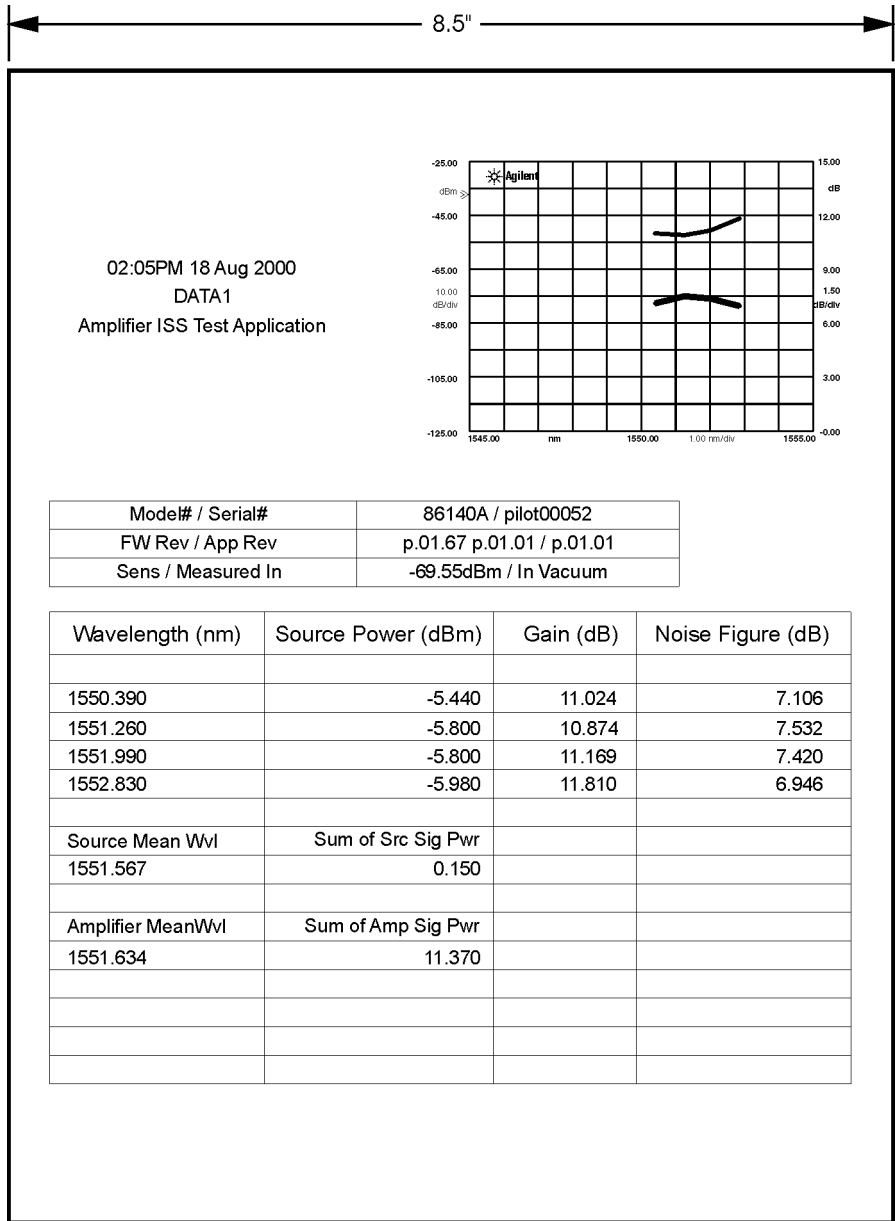 8.5"
-25.00 15.00
Agilent
dBm dB
-45.00 12.00
-65.00 9.00
10.00 1.50
dB/div dB/div
-85.00 6.00
-105.00 3.00
-125.00 -0.00
1545.00 nm 1550.00 1.00 nm/div 1555.00
02:05PM 18 Aug 2000
DATA1
Amplifier ISS Test Application
Model# / Serial# 86140A / pilot00052
FW Rev / App Rev p.01.67 p.01.01 / p.01.01
Sens / Measured In -69.55dBm / In Vacuum
Wavelength (nm) Source Power (dBm) Gain (dB) Noise Figure (dB)
1550.390 -5.440 11.024 7.106
1551.260 -5.800 10.874 7.532
1551.990 -5.800 11.169 7.420
1552.830 -5.980 11.810 6.946
Source Mean Wvl Sum of Src Sig Pwr
1551.567 0.150
Amplifier MeanWvl Sum of Amp Sig Pwr
1551.634 11.370